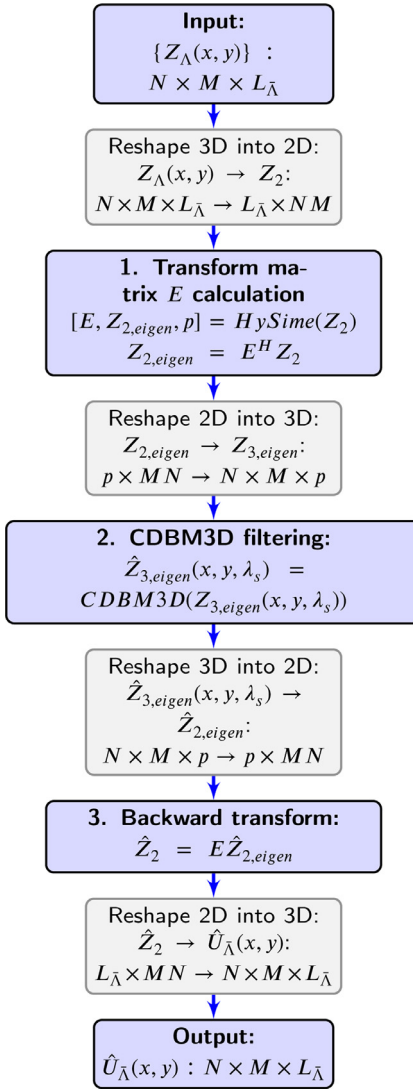 Input:
{Z_Λ(x, y)} :
N × M × L_Λ̄
Reshape 3D into 2D:
Z_Λ(x, y) → Z_2:
N×M×L_Λ̄ → L_Λ̄×NM
1. Transform ma-
trix E calculation
[E, Z_{2,eigen}, p] = HySime(Z_2)
Z_{2,eigen} = E^H Z_2
Reshape 2D into 3D:
Z_{2,eigen} → Z_{3,eigen}:
p × MN → N × M × p
2. CDBM3D filtering:
Ẑ_{3,eigen}(x, y, λ_s) =
CDBM3D(Z_{3,eigen}(x, y, λ_s))
Reshape 3D into 2D:
Ẑ_{3,eigen}(x, y, λ_s) →
Ẑ_{2,eigen}:
N × M × p → p × MN
3. Backward transform:
Ẑ_2 = EẐ_{2,eigen}
Reshape 2D into 3D:
Ẑ_2 → Û_Λ̄(x, y):
L_Λ̄×MN → N×M×L_Λ̄
Output:
Û_Λ̄(x, y) : N × M × L_Λ̄